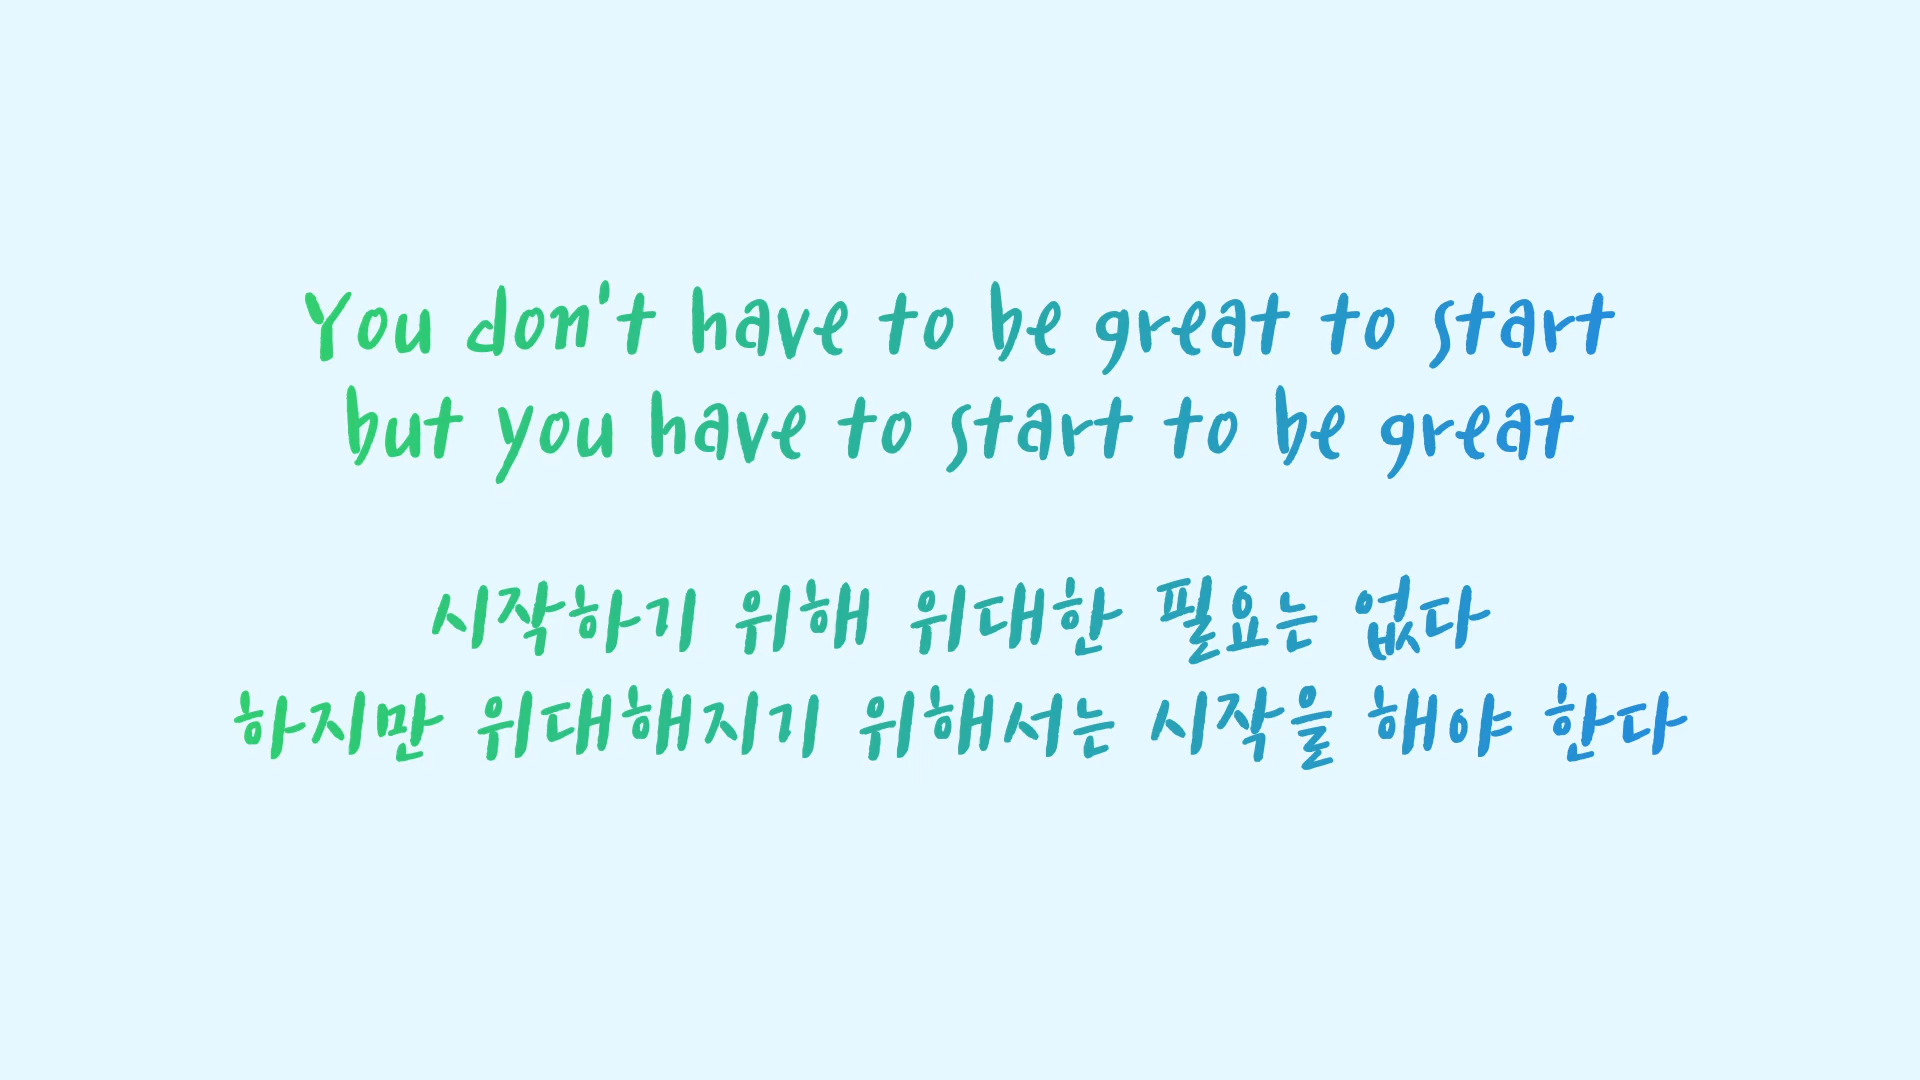 You don't have to be great to start
but you have to start to be great
시작하기 위해 위대한 필요는 없다
하지만 위대해지기 위해서는 시작을 해야 한다